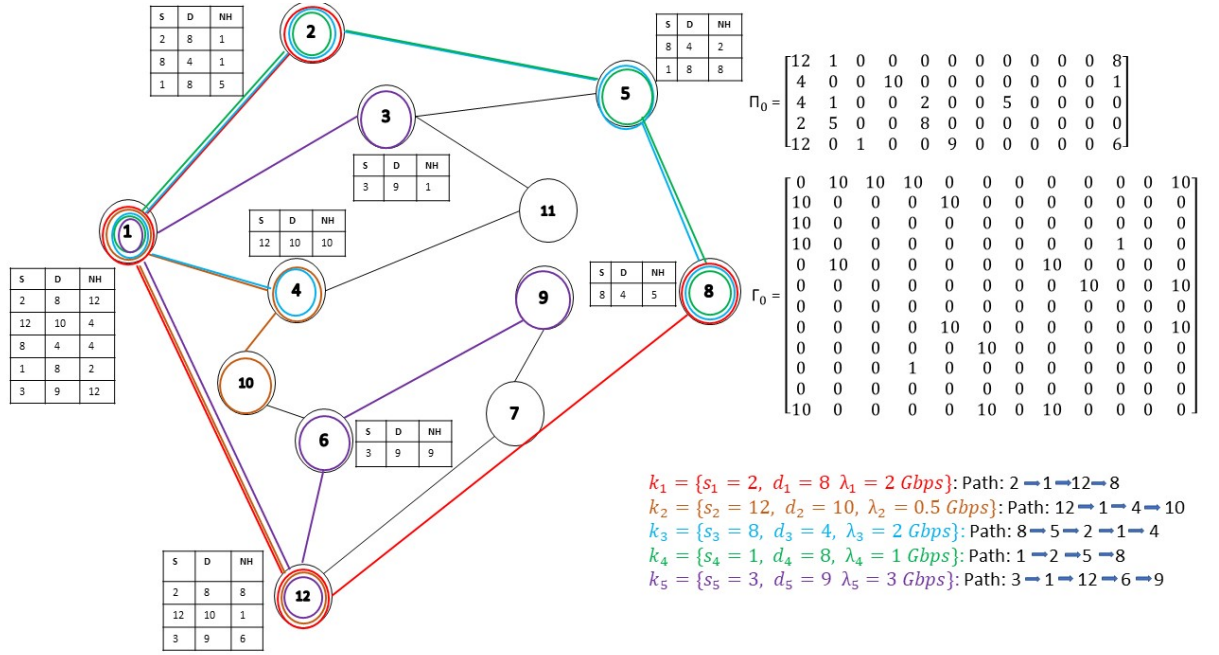 S D NH
2 8 1
8 4 1
1 8 5
2
S D NH
8 4 2
1 8 8
5
3
S D NH
3 9 1
11
1
S D NH
12 10 10
4
S D NH
2 8 12
12 10 4
8 4 4
1 8 2
3 9 12
9
S D NH
8 4 5
8
10
7
6
S D NH
3 9 9
S D NH
2 8 8
12 10 1
3 9 6
12
Π₀ =
12 1 0 0 0 0 0 0 0 0 0 8
4 0 0 10 0 0 0 0 0 0 0 1
4 1 0 0 2 0 0 5 0 0 0 0
2 5 0 0 8 0 0 0 0 0 0 0
12 0 1 0 0 9 0 0 0 0 0 6
Γ₀ =
0 10 10 10 0 0 0 0 0 0 0 10
10 0 0 0 10 0 0 0 0 0 0 0
10 0 0 0 0 0 0 0 0 0 0 0
10 0 0 0 0 0 0 0 0 1 0 0
0 10 0 0 0 0 0 10 0 0 0 0
0 0 0 0 0 0 0 0 10 0 0 10
0 0 0 0 0 0 0 0 0 0 0 0
0 0 0 0 10 0 0 0 0 0 0 10
0 0 0 0 0 10 0 0 0 0 0 0
0 0 0 1 0 0 0 0 0 0 0 0
0 0 0 0 0 0 0 0 0 0 0 0
10 0 0 0 0 10 0 10 0 0 0 0
k₁ = {s₁ = 2, d₁ = 8 λ₁ = 2 Gbps}: Path: 2 → 1 → 12 → 8
k₂ = {s₂ = 12, d₂ = 10, λ₂ = 0.5 Gbps}: Path: 12 → 1 → 4 → 10
k₃ = {s₃ = 8, d₃ = 4, λ₃ = 2 Gbps}: Path: 8 → 5 → 2 → 1 → 4
k₄ = {s₄ = 1, d₄ = 8, λ₄ = 1 Gbps}: Path: 1 → 2 → 5 → 8
k₅ = {s₅ = 3, d₅ = 9 λ₅ = 3 Gbps}: Path: 3 → 1 → 12 → 6 → 9